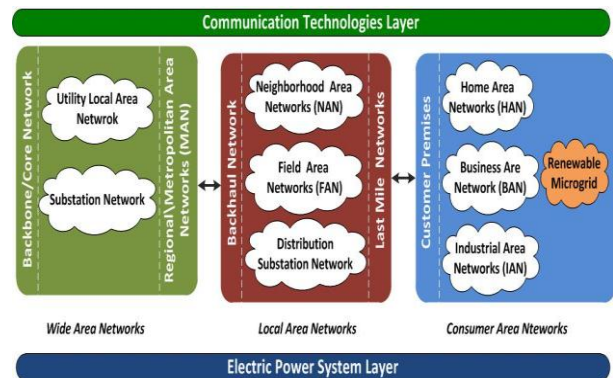 Communication Technologies Layer
Backbone/Core Network
Utility Local Area
Netwrok
Substation Network
Regional\Metropolitan Area
Networks (MAN)
Backhaul Network
Neighborhood Area
Networks (NAN)
Field Area
Networks (FAN)
Distribution
Substation Network
Last Mile Networks
Customer Premises
Home Area
Networks (HAN)
Business Are
Network (BAN)
Renewable
Microgrid
Industrial Area
Networks (IAN)
Wide Area Networks
Local Area Networks
Consumer Area Nteworks
Electric Power System Layer